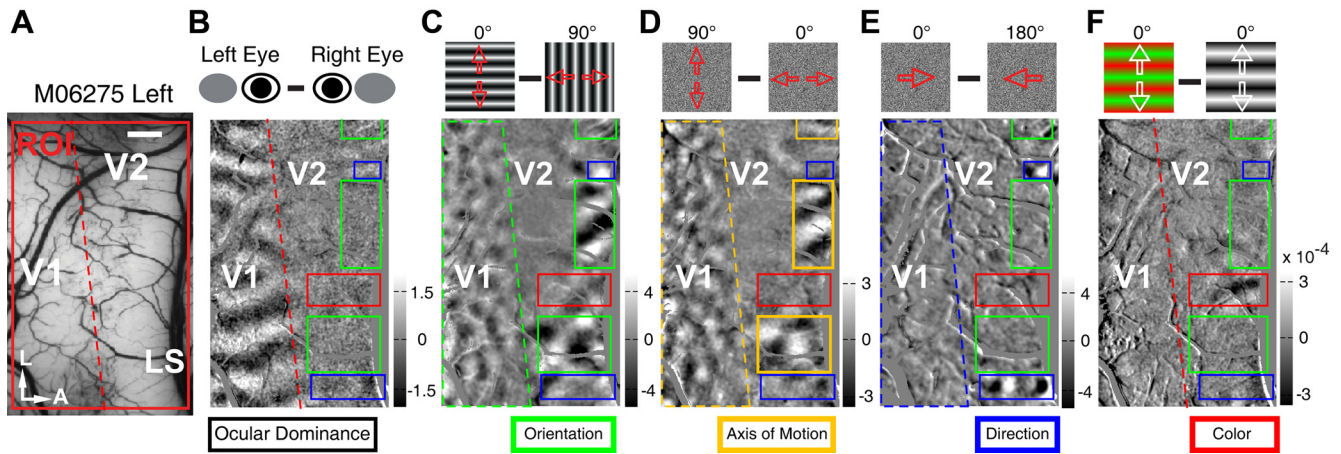 A
M06275 Left
ROI
V2
V1
LS
L
A
B
Left Eye Right Eye
V2
V1
1.5
0
-1.5
Ocular Dominance
C
0° 90°
V2
V1
4
0
-4
Orientation
D
90° 0°
V2
V1
3
0
-3
Axis of Motion
E
0° 180°
V2
V1
4
0
-4
Direction
F
0° 0°
V2
V1
x 10-4
3
0
-3
Color